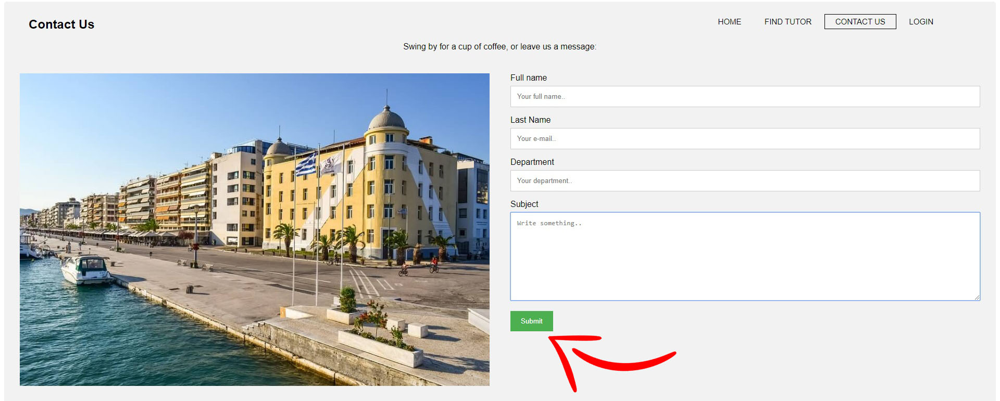 Contact Us
HOME
FIND TUTOR
CONTACT US
LOGIN
Swing by for a cup of coffee, or leave us a message:
Full name
Your full name..
Last Name
Your e-mail..
Department
Your department..
Subject
Write something..
Submit